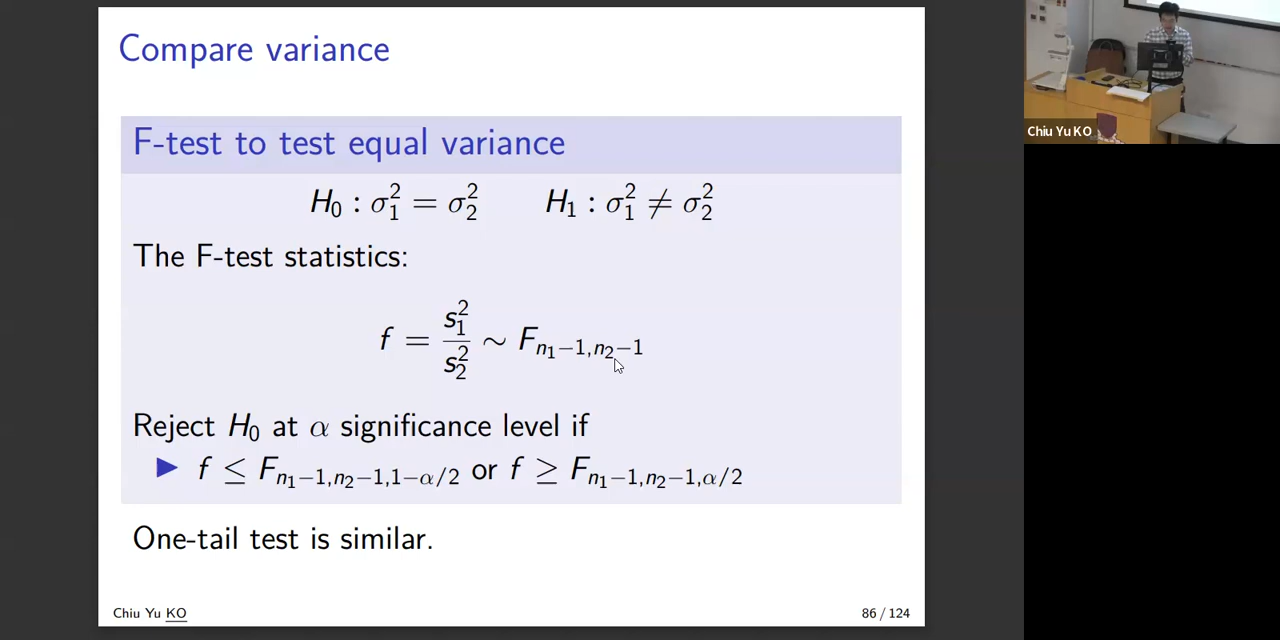 Compare variance
F-test to test equal variance
H₀ : σ₁² = σ₂² H₁ : σ₁² ≠ σ₂²
The F-test statistics:
f = s₁² / s₂² ∼ Fₙ₁₋₁,ₙ₂₋₁
Reject H₀ at α significance level if
▶ f ≤ F_{n₁−1,n₂−1,1−α/2} or f ≥ F_{n₁−1,n₂−1,α/2}
One-tail test is similar.
Chiu Yu KO 86 / 124
Chiu Yu KO